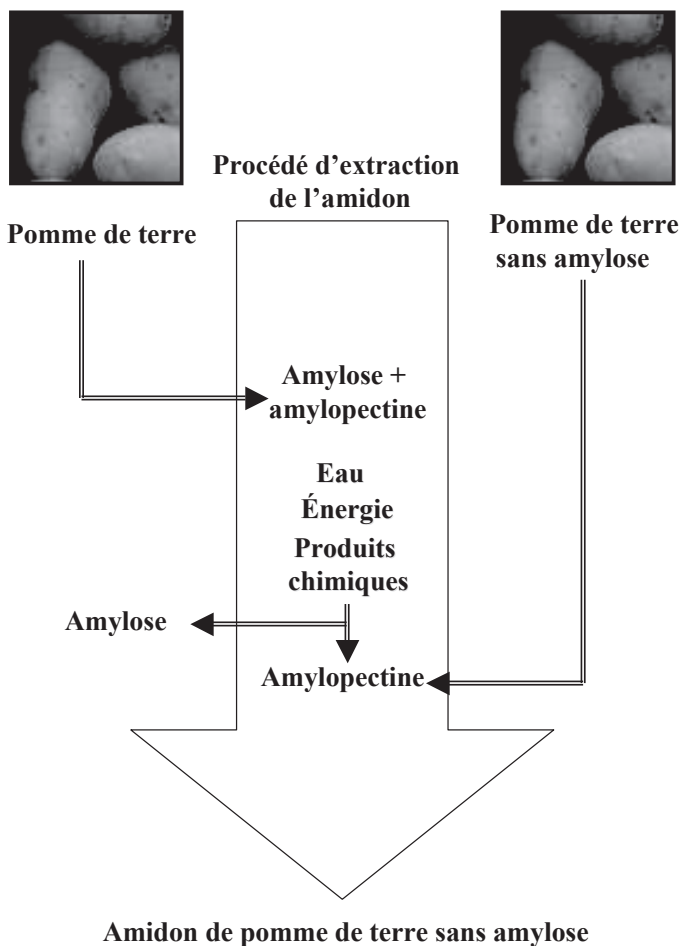 Procédé d’extraction
de l’amidon
Pomme de terre
Pomme de terre
sans amylose
Amylose +
amylopectine
Eau
Énergie
Produits
chimiques
Amylose
Amylopectine
Amidon de pomme de terre sans amylose